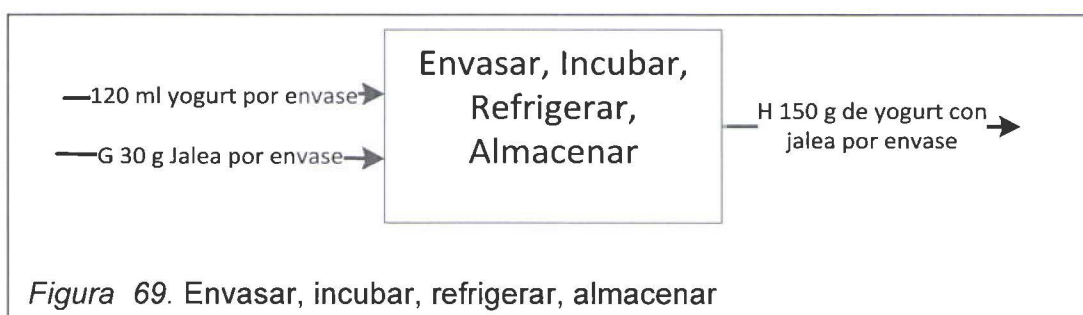 120 ml yogurt por envase
G 30 g Jalea por envase
Envasar, Incubar,
Refrigerar,
Almacenar
H 150 g de yogurt con
jalea por envase
Figura 69. Envasar, incubar, refrigerar, almacenar